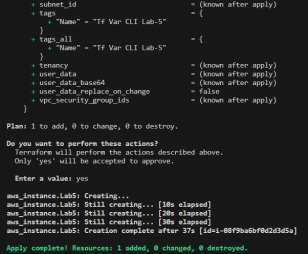 + subnet_id = (known after apply)
+ tags = {
+ "Name" = "Tf Var CLI Lab-5"
}
+ tags_all = {
+ "Name" = "Tf Var CLI Lab-5"
}
+ tenancy = (known after apply)
+ user_data = (known after apply)
+ user_data_base64 = (known after apply)
+ user_data_replace_on_change = false
+ vpc_security_group_ids = (known after apply)
}
Plan: 1 to add, 0 to change, 0 to destroy.
Do you want to perform these actions?
Terraform will perform the actions described above.
Only 'yes' will be accepted to approve.
Enter a value: yes
aws_instance.Lab5: Creating...
aws_instance.Lab5: Still creating... [10s elapsed]
aws_instance.Lab5: Still creating... [20s elapsed]
aws_instance.Lab5: Still creating... [30s elapsed]
aws_instance.Lab5: Creation complete after 37s [id=i-08f9ba6bf0d2d3d5a]
Apply complete! Resources: 1 added, 0 changed, 0 destroyed.